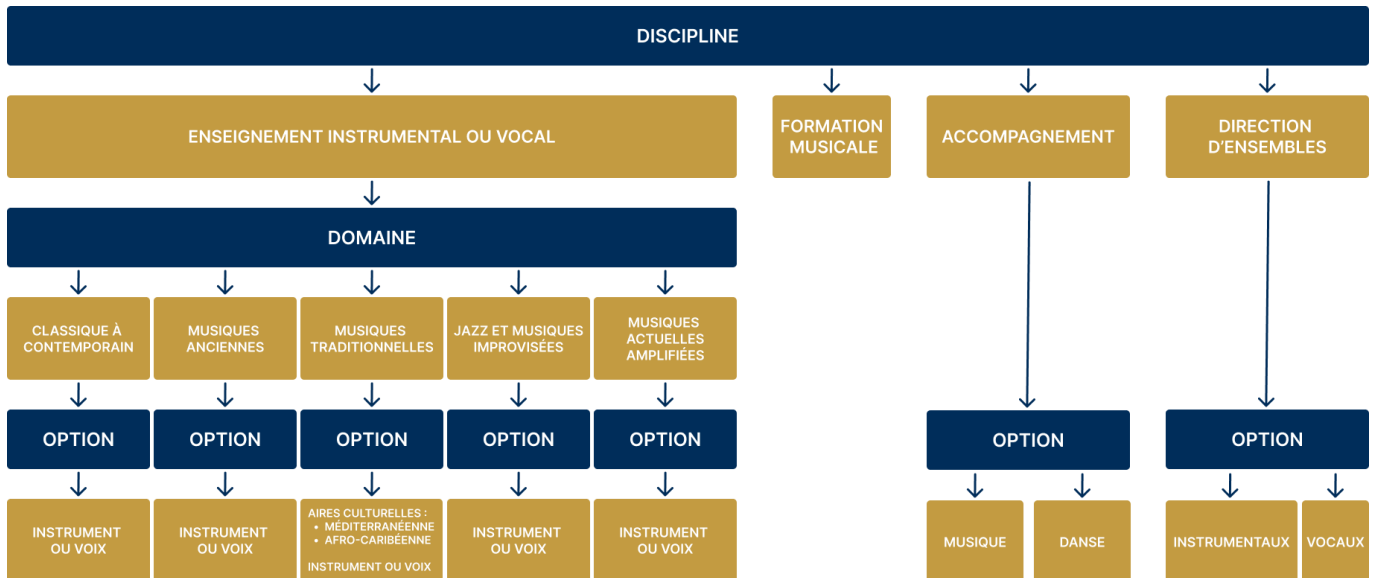 DISCIPLINE
ENSEIGNEMENT INSTRUMENTAL OU VOCAL
FORMATION
MUSICALE
ACCOMPAGNEMENT
DIRECTION
D'ENSEMBLES
DOMAINE
CLASSIQUE À
CONTEMPORAIN
MUSIQUES
ANCIENNES
MUSIQUES
TRADITIONNELLES
JAZZ ET MUSIQUES
IMPROVISÉES
MUSIQUES
ACTUELLES
AMPLIFIÉES
OPTION
OPTION
OPTION
OPTION
OPTION
OPTION
OPTION
INSTRUMENT
OU VOIX
INSTRUMENT
OU VOIX
AIRES CULTURELLES :
• MÉDITERRANÉENNE
• AFRO-CARIBÉENNE
INSTRUMENT OU VOIX
INSTRUMENT
OU VOIX
INSTRUMENT
OU VOIX
MUSIQUE
DANSE
INSTRUMENTAUX
VOCAUX